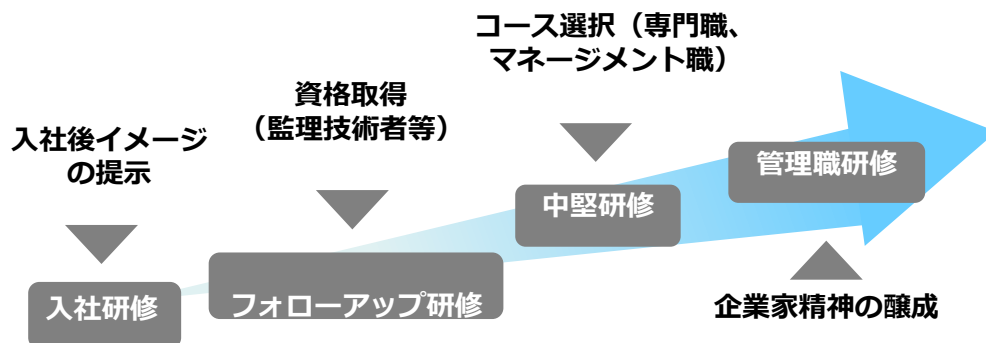 コース選択（専門職、
マネージメント職）
資格取得
（監理技術者等）
入社後イメージ
の提示
管理職研修
中堅研修
フォローアップ研修
入社研修
企業家精神の醸成